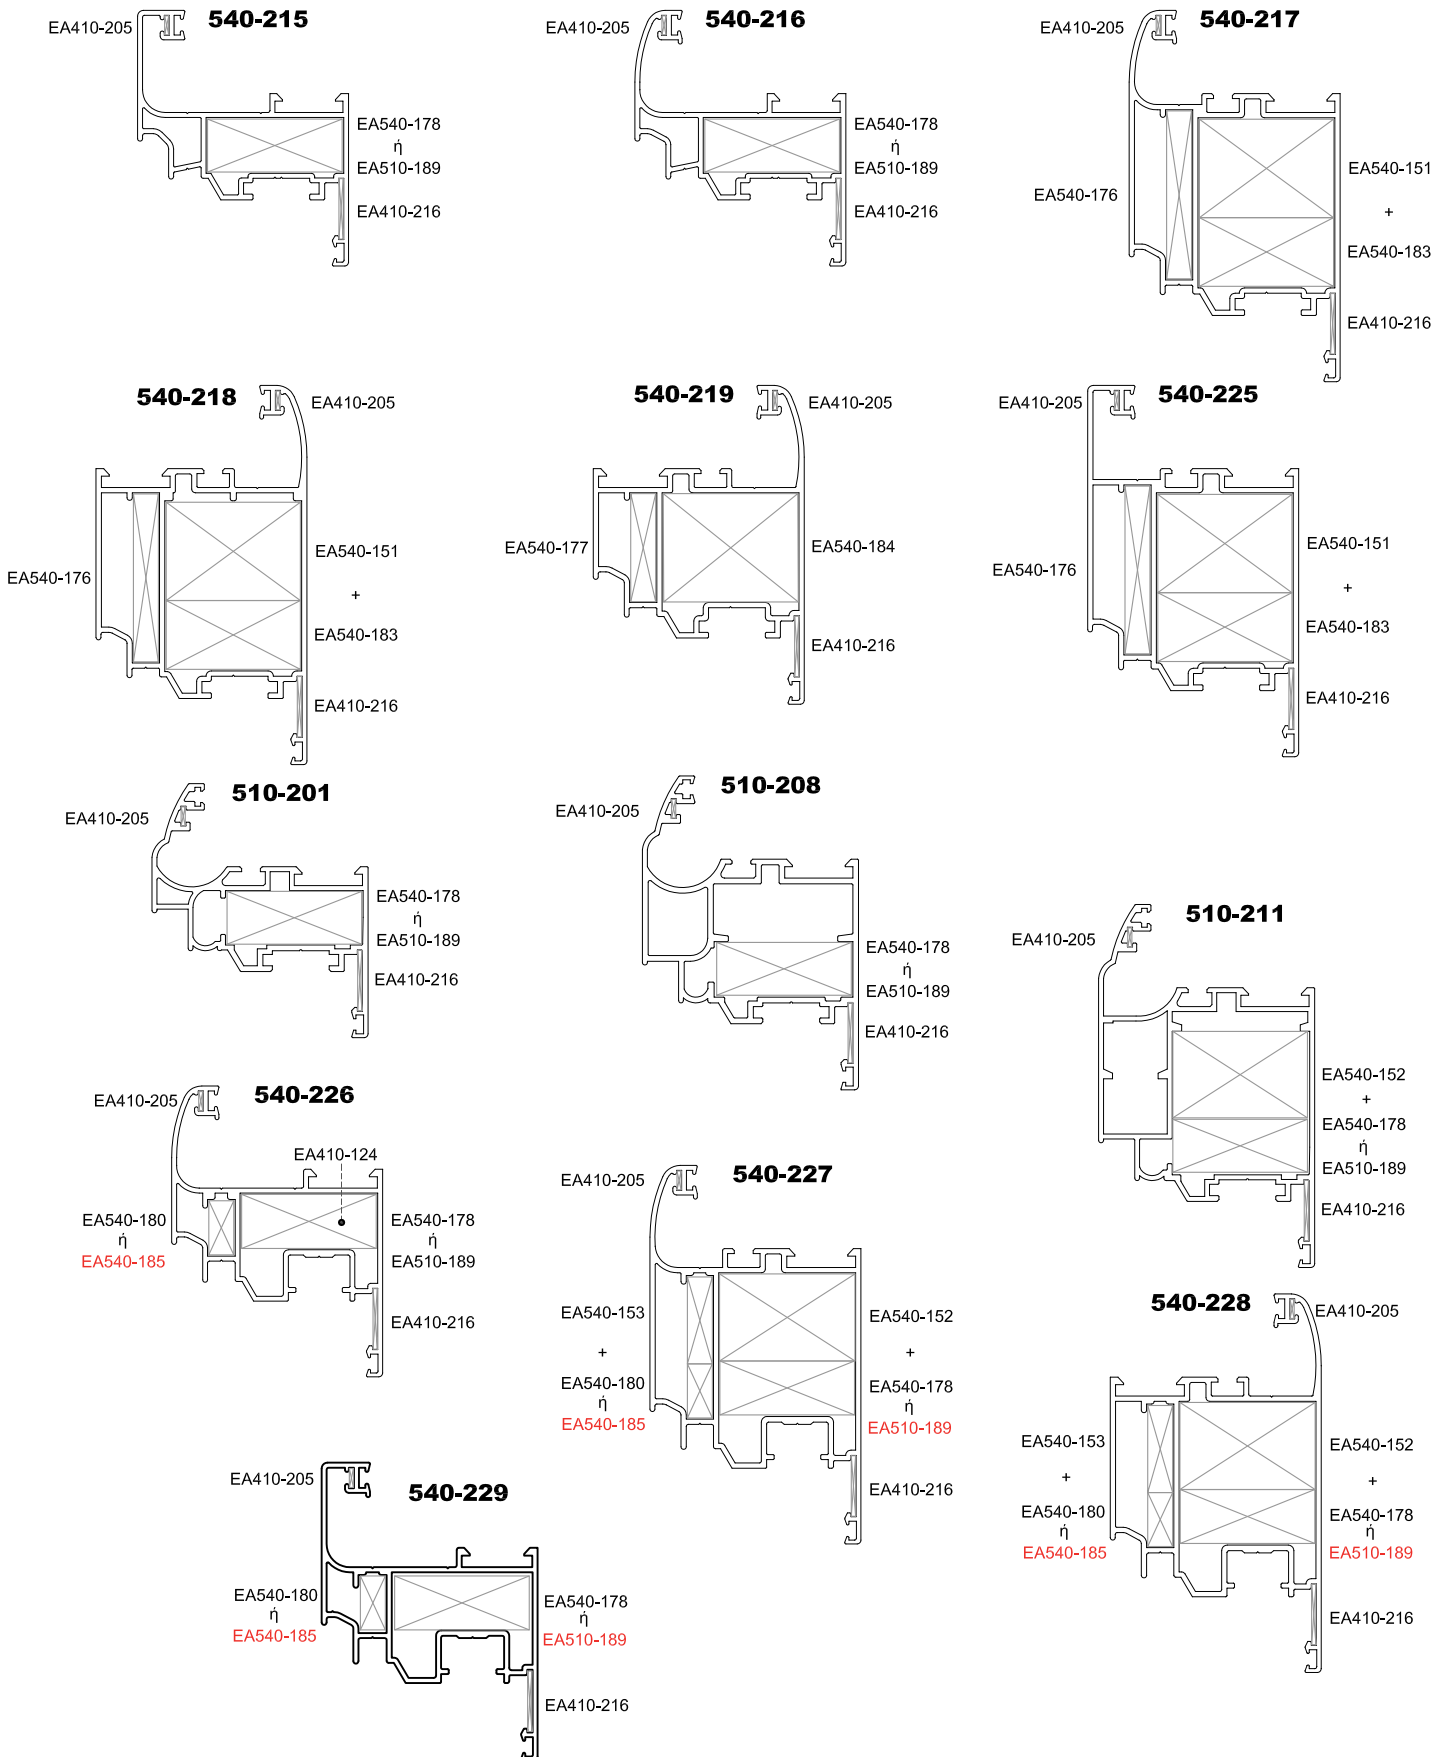 540-215
EA410-205
EA540-178
ή
EA510-189
EA410-216
540-216
EA410-205
EA540-178
ή
EA510-189
EA410-216
540-217
EA410-205
EA540-176
EA540-151
+
EA540-183
EA410-216
540-218
EA410-205
EA540-176
EA540-151
+
EA540-183
EA410-216
540-219
EA410-205
EA540-177
EA540-184
EA410-216
540-225
EA410-205
EA540-176
EA540-151
+
EA540-183
EA410-216
510-201
EA410-205
EA540-178
ή
EA510-189
EA410-216
510-208
EA410-205
EA540-178
ή
EA510-189
EA410-216
510-211
EA410-205
EA540-152
+
EA540-178
ή
EA510-189
EA410-216
540-226
EA410-205
EA410-124
EA540-180
ή
EA540-185
EA540-178
ή
EA510-189
EA410-216
540-227
EA410-205
EA540-153
+
EA540-180
ή
EA540-185
EA540-152
+
EA540-178
ή
EA510-189
EA410-216
540-228
EA410-205
EA540-153
+
EA540-180
ή
EA540-185
EA540-152
+
EA540-178
ή
EA510-189
EA410-216
540-229
EA410-205
EA540-180
ή
EA540-185
EA540-178
ή
EA510-189
EA410-216